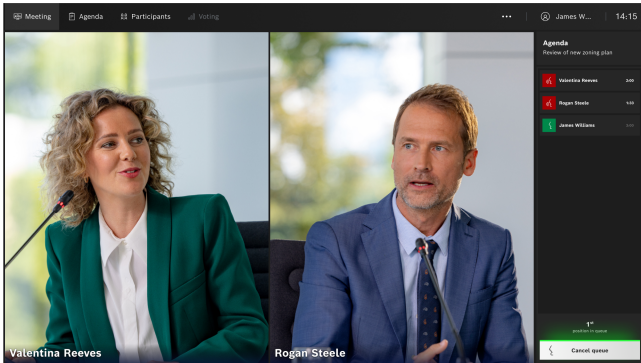 Meeting
Agenda
Participants
Voting
James W...
14:15
Agenda
Review of new zoning plan
Valentina Reeves
Rogan Steele
James Williams
1st
position in queue
Cancel queue
Valentina Reeves
Rogan Steele